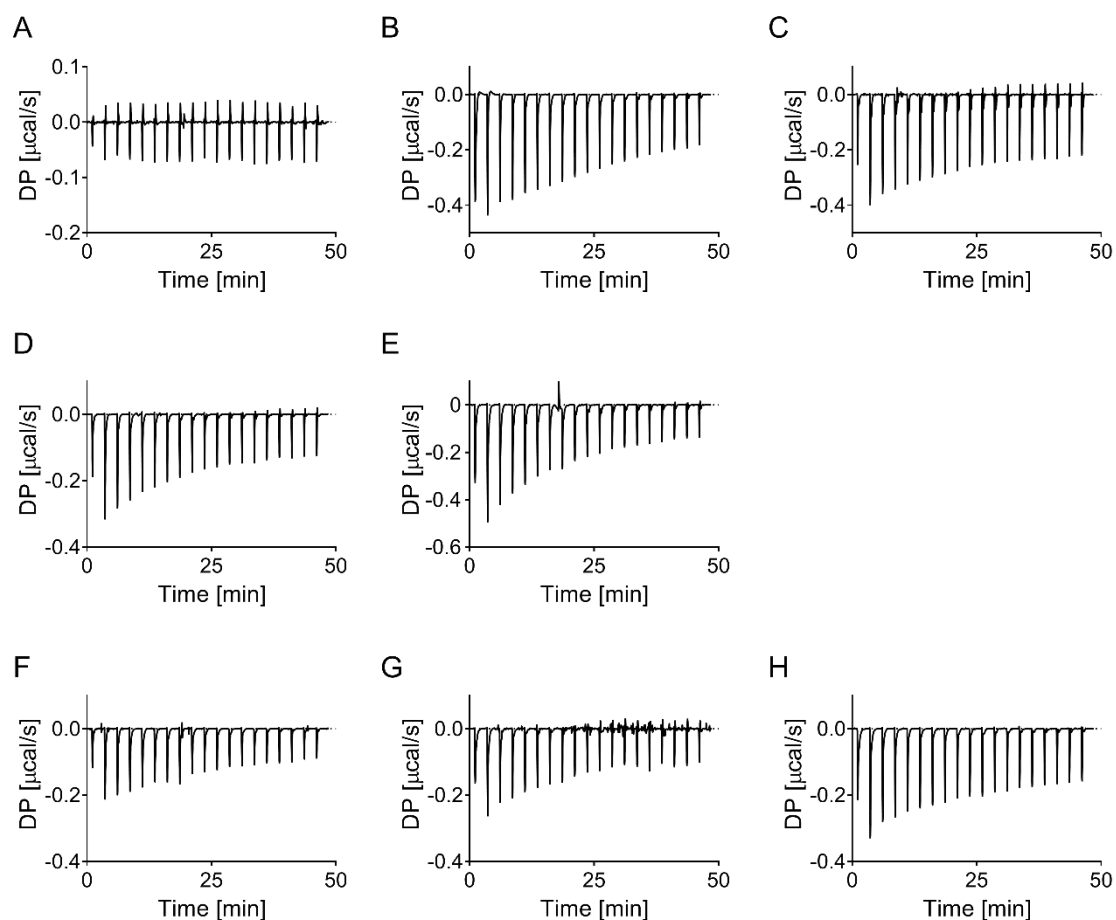 A B C
DP [µcal/s] 0.1 0.0 -0.1 -0.2 0 25 50 Time [min]
DP [µcal/s] 0.0 -0.2 -0.4 0 25 50 Time [min]
DP [µcal/s] 0.0 -0.2 -0.4 0 25 50 Time [min]
D E
DP [µcal/s] 0.0 -0.2 -0.4 0 25 50 Time [min]
DP [µcal/s] 0 -0.2 -0.4 -0.6 0 25 50 Time [min]
F G H
DP [µcal/s] 0.0 -0.2 -0.4 0 25 50 Time [min]
DP [µcal/s] 0.0 -0.2 -0.4 0 25 50 Time [min]
DP [µcal/s] 0.0 -0.2 -0.4 0 25 50 Time [min]